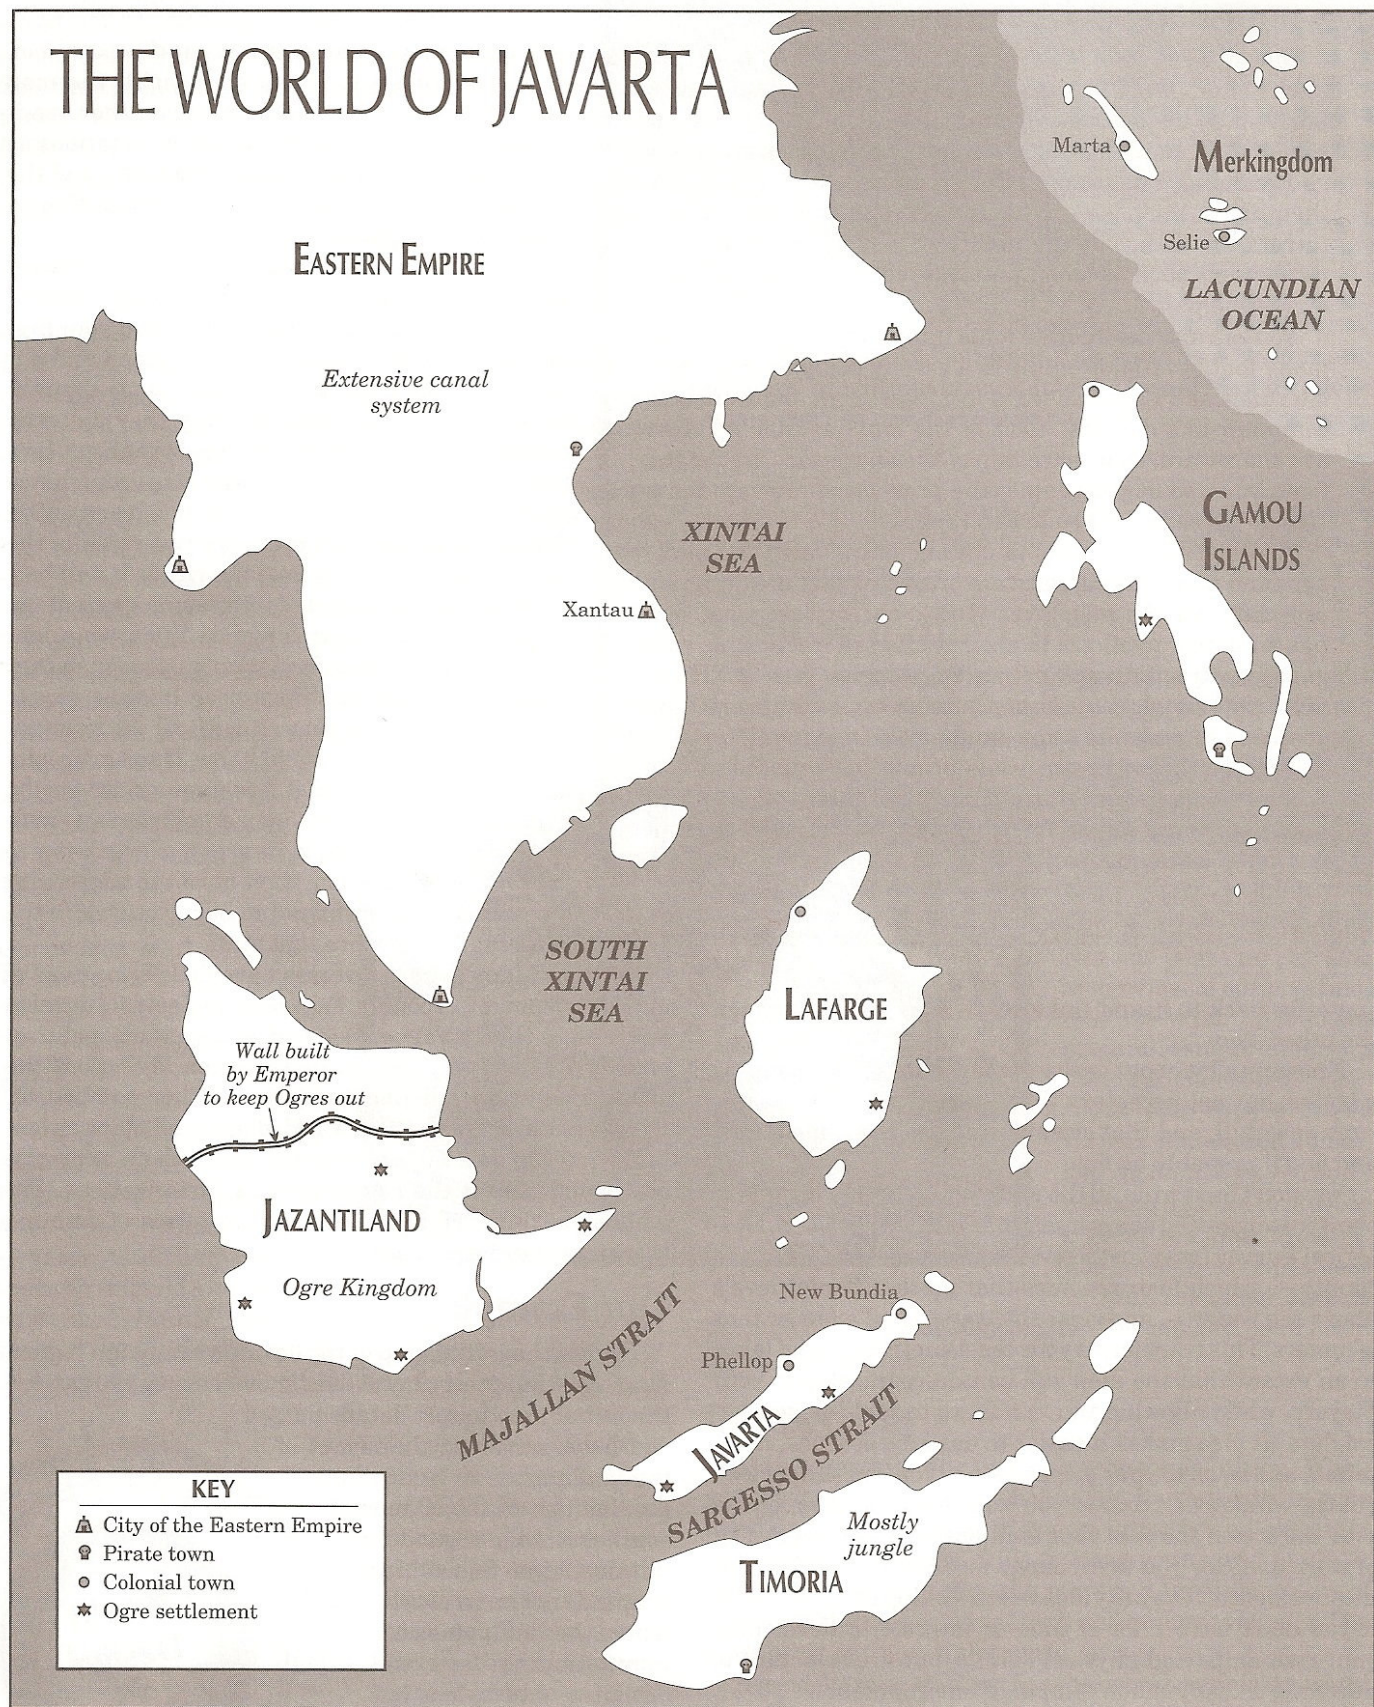 THE WORLD OF JAVARTA
Marta
Merkingdom
Selie
LACUNDIAN
OCEAN
EASTERN EMPIRE
Extensive canal
system
XINTAI
SEA
GAMOU
ISLANDS
Xantau
SOUTH
XINTAI
SEA
LAFARGE
Wall built
by Emperor
to keep Ogres out
JAZANTILAND
Ogre Kingdom
MAJALLAN STRAIT
New Bundia
Phellop
JAVARTA
SARGESSO STRAIT
Mostly
jungle
TIMORIA
KEY
City of the Eastern Empire
Pirate town
Colonial town
Ogre settlement